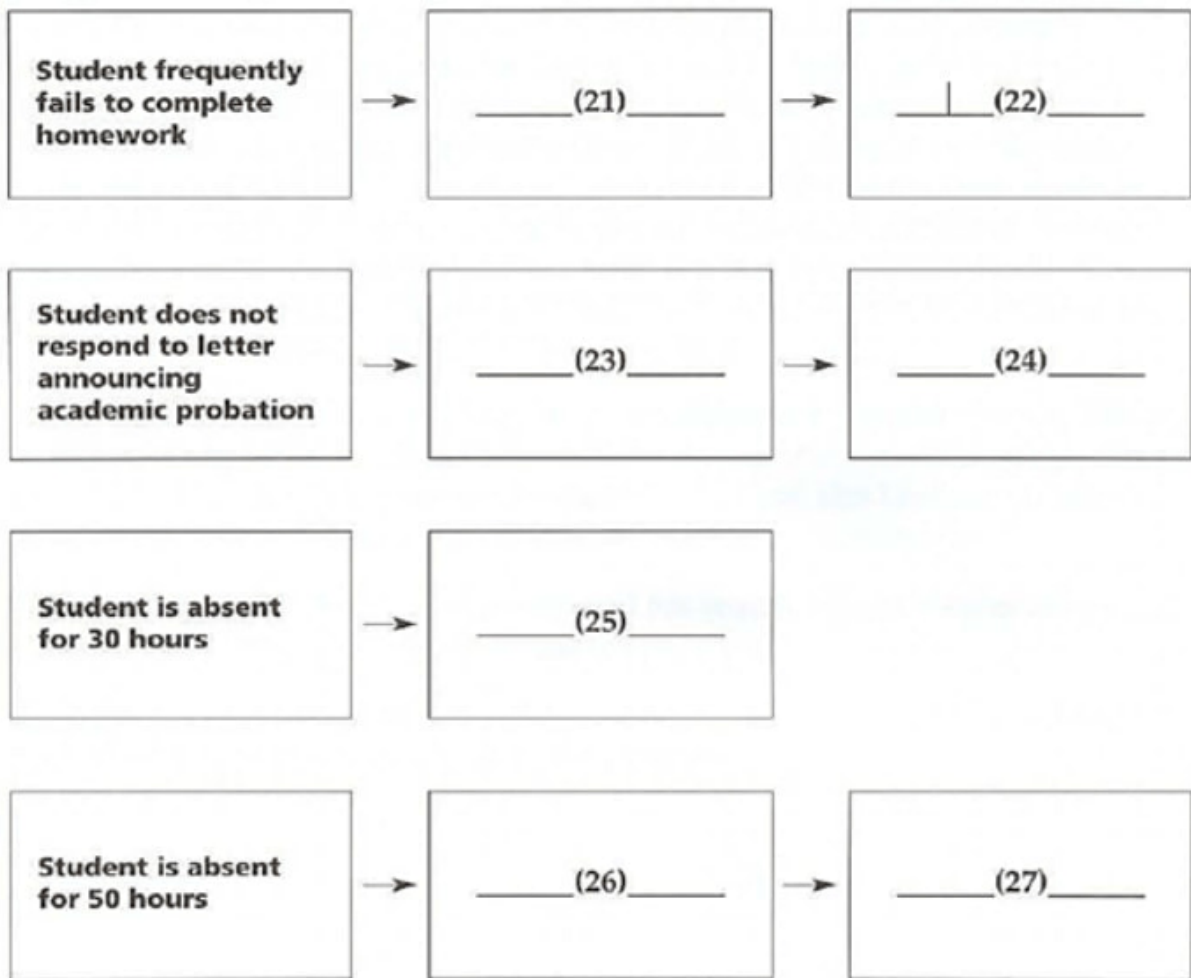 Student frequently
fails to complete
homework
(21)
(22)
Student does not
respond to letter
announcing
academic probation
(23)
(24)
Student is absent
for 30 hours
(25)
Student is absent
for 50 hours
(26)
(27)